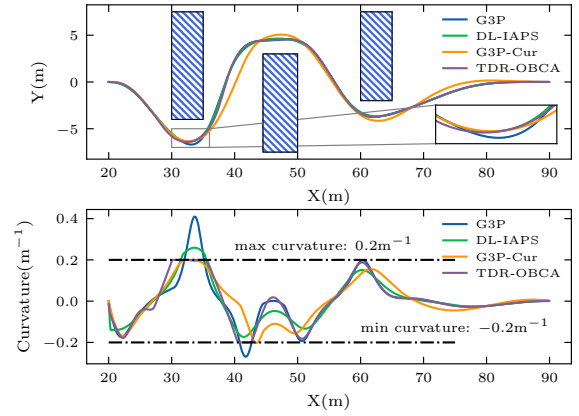 G3P
DL-IAPS
G3P-Cur
TDR-OBCA
Y(m)
5
0
−5
20 30 40 50 60 70 80 90
X(m)
G3P
DL-IAPS
G3P-Cur
TDR-OBCA
Curvature(m⁻¹)
0.4
0.2
0.0
−0.2
max curvature: 0.2m⁻¹
min curvature: −0.2m⁻¹
20 30 40 50 60 70 80 90
X(m)